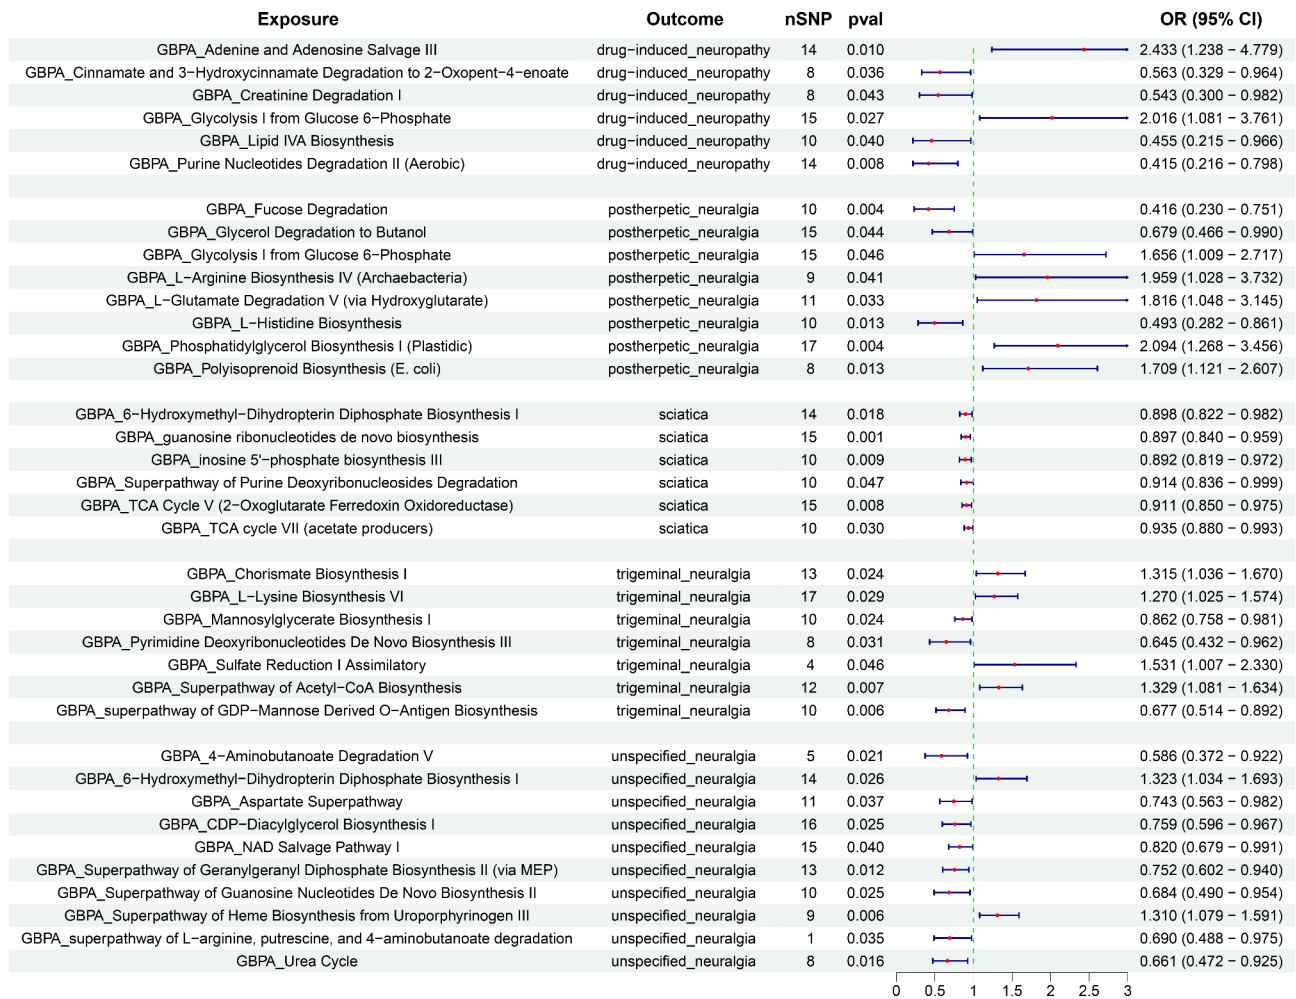 Exposure Outcome nSNP pval OR (95% CI)
GBPA_Adenine and Adenosine Salvage III drug−induced_neuropathy 14 0.010 2.433 (1.238 − 4.779)
GBPA_Cinnamate and 3−Hydroxycinnamate Degradation to 2−Oxopent−4−enoate drug−induced_neuropathy 8 0.036 0.563 (0.329 − 0.964)
GBPA_Creatinine Degradation I drug−induced_neuropathy 8 0.043 0.543 (0.300 − 0.982)
GBPA_Glycolysis I from Glucose 6−Phosphate drug−induced_neuropathy 15 0.027 2.016 (1.081 − 3.761)
GBPA_Lipid IVA Biosynthesis drug−induced_neuropathy 10 0.040 0.455 (0.215 − 0.966)
GBPA_Purine Nucleotides Degradation II (Aerobic) drug−induced_neuropathy 14 0.008 0.415 (0.216 − 0.798)
GBPA_Fucose Degradation postherpetic_neuralgia 10 0.004 0.416 (0.230 − 0.751)
GBPA_Glycerol Degradation to Butanol postherpetic_neuralgia 15 0.044 0.679 (0.466 − 0.990)
GBPA_Glycolysis I from Glucose 6−Phosphate postherpetic_neuralgia 15 0.046 1.656 (1.009 − 2.717)
GBPA_L−Arginine Biosynthesis IV (Archaebacteria) postherpetic_neuralgia 9 0.041 1.959 (1.028 − 3.732)
GBPA_L−Glutamate Degradation V (via Hydroxyglutarate) postherpetic_neuralgia 11 0.033 1.816 (1.048 − 3.145)
GBPA_L−Histidine Biosynthesis postherpetic_neuralgia 10 0.013 0.493 (0.282 − 0.861)
GBPA_Phosphatidylglycerol Biosynthesis I (Plastidic) postherpetic_neuralgia 17 0.004 2.094 (1.268 − 3.456)
GBPA_Polyisoprenoid Biosynthesis (E. coli) postherpetic_neuralgia 8 0.013 1.709 (1.121 − 2.607)
GBPA_6−Hydroxymethyl−Dihydropterin Diphosphate Biosynthesis I sciatica 14 0.018 0.898 (0.822 − 0.982)
GBPA_guanosine ribonucleotides de novo biosynthesis sciatica 15 0.001 0.897 (0.840 − 0.959)
GBPA_inosine 5'−phosphate biosynthesis III sciatica 10 0.009 0.892 (0.819 − 0.972)
GBPA_Superpathway of Purine Deoxyribonucleosides Degradation sciatica 10 0.047 0.914 (0.836 − 0.999)
GBPA_TCA Cycle V (2−Oxoglutarate Ferredoxin Oxidoreductase) sciatica 15 0.008 0.911 (0.850 − 0.975)
GBPA_TCA cycle VII (acetate producers) sciatica 10 0.030 0.935 (0.880 − 0.993)
GBPA_Chorismate Biosynthesis I trigeminal_neuralgia 13 0.024 1.315 (1.036 − 1.670)
GBPA_L−Lysine Biosynthesis VI trigeminal_neuralgia 17 0.029 1.270 (1.025 − 1.574)
GBPA_Mannosylglycerate Biosynthesis I trigeminal_neuralgia 10 0.024 0.862 (0.758 − 0.981)
GBPA_Pyrimidine Deoxyribonucleotides De Novo Biosynthesis III trigeminal_neuralgia 8 0.031 0.645 (0.432 − 0.962)
GBPA_Sulfate Reduction I Assimilatory trigeminal_neuralgia 4 0.046 1.531 (1.007 − 2.330)
GBPA_Superpathway of Acetyl−CoA Biosynthesis trigeminal_neuralgia 12 0.007 1.329 (1.081 − 1.634)
GBPA_superpathway of GDP−Mannose Derived O−Antigen Biosynthesis trigeminal_neuralgia 10 0.006 0.677 (0.514 − 0.892)
GBPA_4−Aminobutanoate Degradation V unspecified_neuralgia 5 0.021 0.586 (0.372 − 0.922)
GBPA_6−Hydroxymethyl−Dihydropterin Diphosphate Biosynthesis I unspecified_neuralgia 14 0.026 1.323 (1.034 − 1.693)
GBPA_Aspartate Superpathway unspecified_neuralgia 11 0.037 0.743 (0.563 − 0.982)
GBPA_CDP−Diacylglycerol Biosynthesis I unspecified_neuralgia 16 0.025 0.759 (0.596 − 0.967)
GBPA_NAD Salvage Pathway I unspecified_neuralgia 15 0.040 0.820 (0.679 − 0.991)
GBPA_Superpathway of Geranylgeranyl Diphosphate Biosynthesis II (via MEP) unspecified_neuralgia 13 0.012 0.752 (0.602 − 0.940)
GBPA_Superpathway of Guanosine Nucleotides De Novo Biosynthesis II unspecified_neuralgia 10 0.025 0.684 (0.490 − 0.954)
GBPA_Superpathway of Heme Biosynthesis from Uroporphyrinogen III unspecified_neuralgia 9 0.006 1.310 (1.079 − 1.591)
GBPA_superpathway of L−arginine, putrescine, and 4−aminobutanoate degradation unspecified_neuralgia 1 0.035 0.690 (0.488 − 0.975)
GBPA_Urea Cycle unspecified_neuralgia 8 0.016 0.661 (0.472 − 0.925)
0 0.5 1 1.5 2 2.5 3